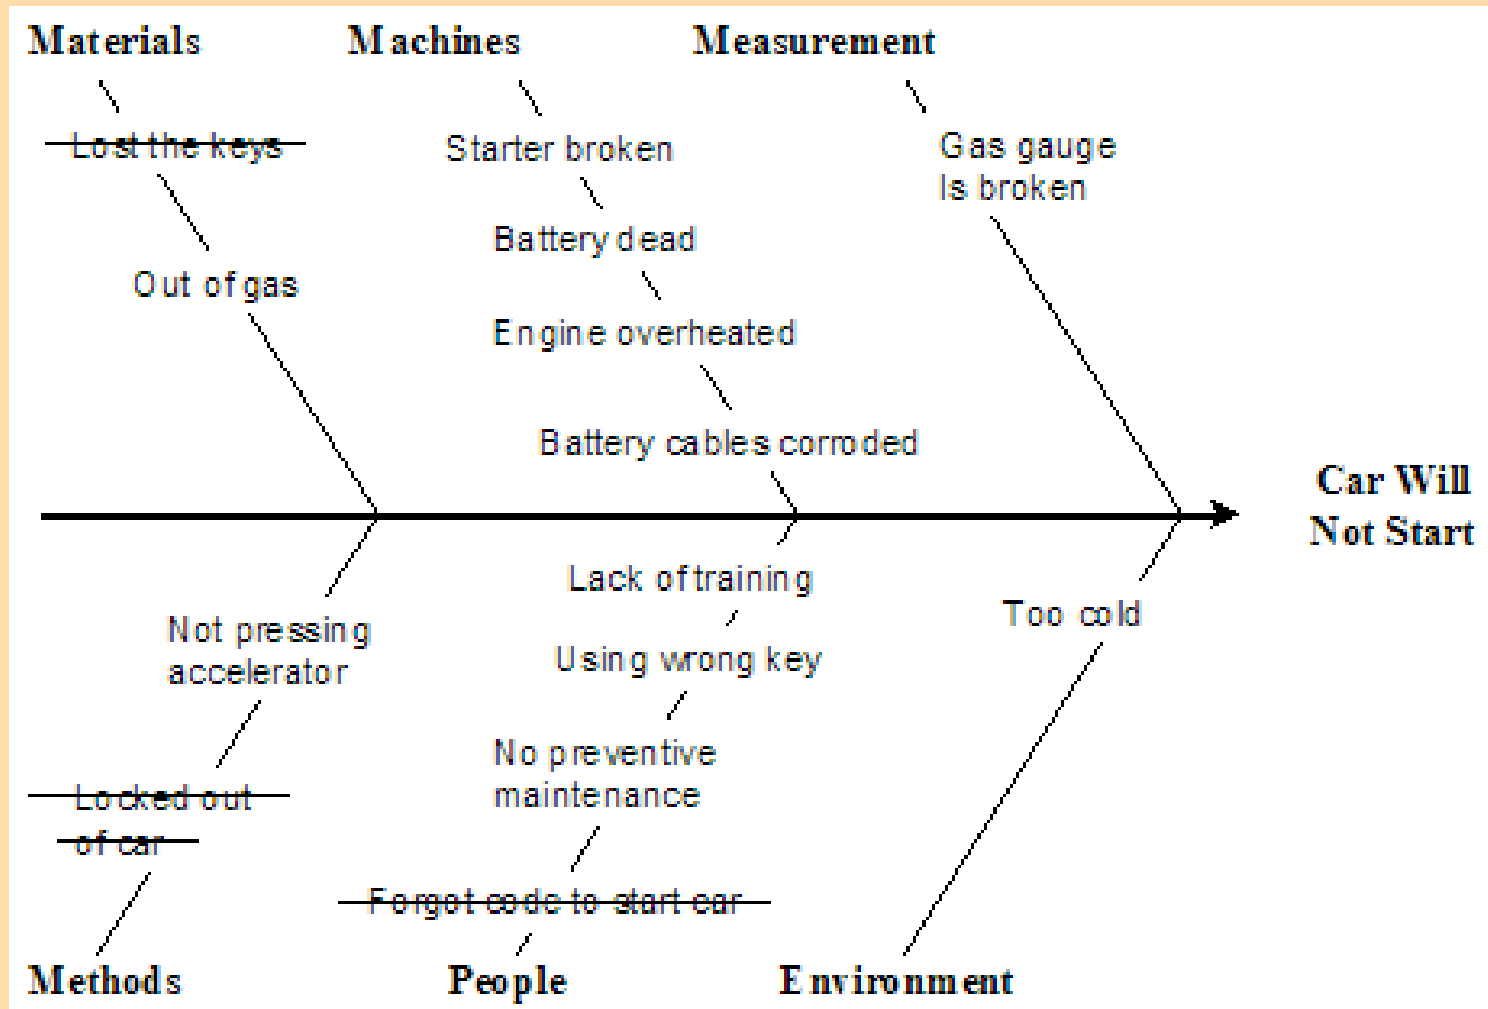 Materials
Machines
Measurement
Lost the keys
Starter broken
Gas gauge
Is broken
Battery dead
Out of gas
Engine overheated
Battery cables corroded
Car Will
Not Start
Lack of training
Too cold
Not pressing
accelerator
Using wrong key
No preventive
maintenance
Locked out
of car
Forgot code to start car
Methods
People
Environment